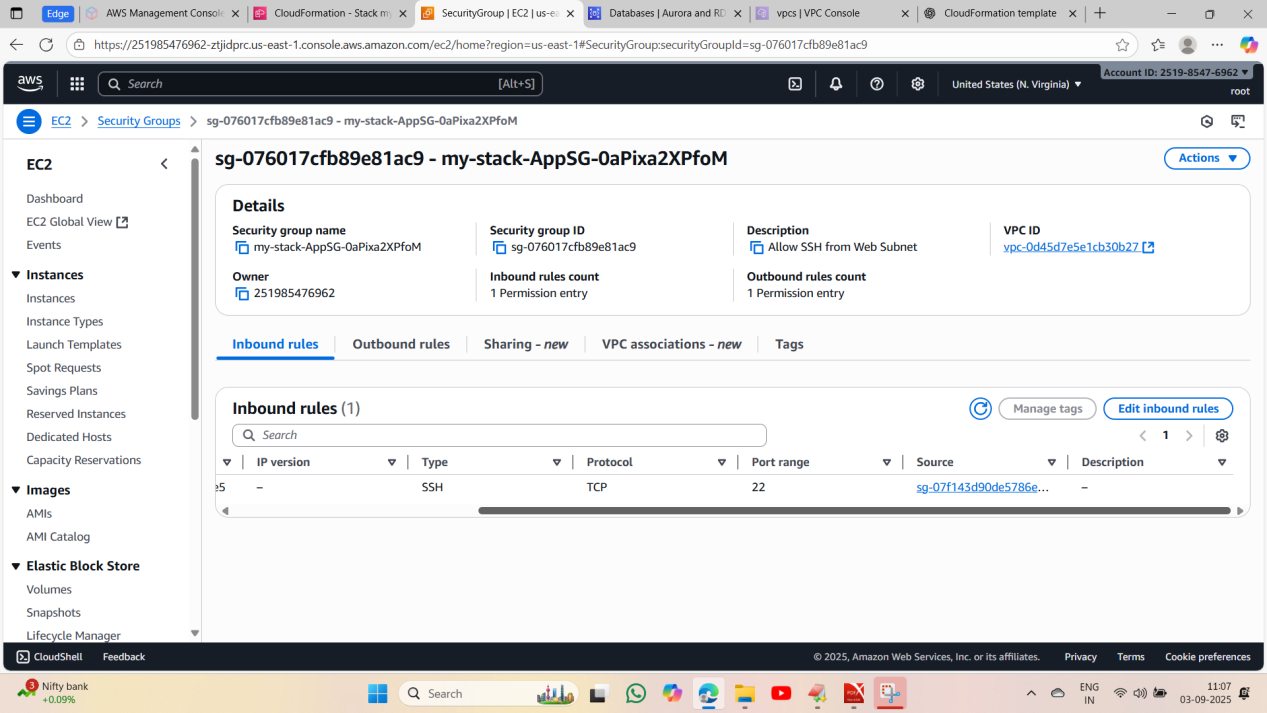 Edge
AWS Management Console
CloudFormation - Stack my
SecurityGroup | EC2 | us-ea
Databases | Aurora and RD
vpcs | VPC Console
CloudFormation template
https://251985476962-ztjidprc.us-east-1.console.aws.amazon.com/ec2/home?region=us-east-1#SecurityGroup:securityGroupId=sg-076017cfb89e81ac9
aws
Search [Alt+S]
United States (N. Virginia)
Account ID: 2519-8547-6962
root
EC2 Security Groups sg-076017cfb89e81ac9 - my-stack-AppSG-0aPixa2XPfoM
EC2
Dashboard
EC2 Global View
Events
Instances
Instances
Instance Types
Launch Templates
Spot Requests
Savings Plans
Reserved Instances
Dedicated Hosts
Capacity Reservations
Images
AMIs
AMI Catalog
Elastic Block Store
Volumes
Snapshots
Lifecycle Manager
sg-076017cfb89e81ac9 - my-stack-AppSG-0aPixa2XPfoM
Actions
Details
Security group name
my-stack-AppSG-0aPixa2XPfoM
Security group ID
sg-076017cfb89e81ac9
Description
Allow SSH from Web Subnet
VPC ID
vpc-0d45d7e5e1cb30b27
Owner
251985476962
Inbound rules count
1 Permission entry
Outbound rules count
1 Permission entry
Inbound rules Outbound rules Sharing - new VPC associations - new Tags
Inbound rules (1)
Manage tags Edit inbound rules
Search
1
IP version Type Protocol Port range Source Description
e5 – SSH TCP 22 sg-07f143d90de5786e... –
CloudShell Feedback
© 2025, Amazon Web Services, Inc. or its affiliates. Privacy Terms Cookie preferences
3
Nifty bank
+0.09%
Search
ENG
IN
11:07
03-09-2025